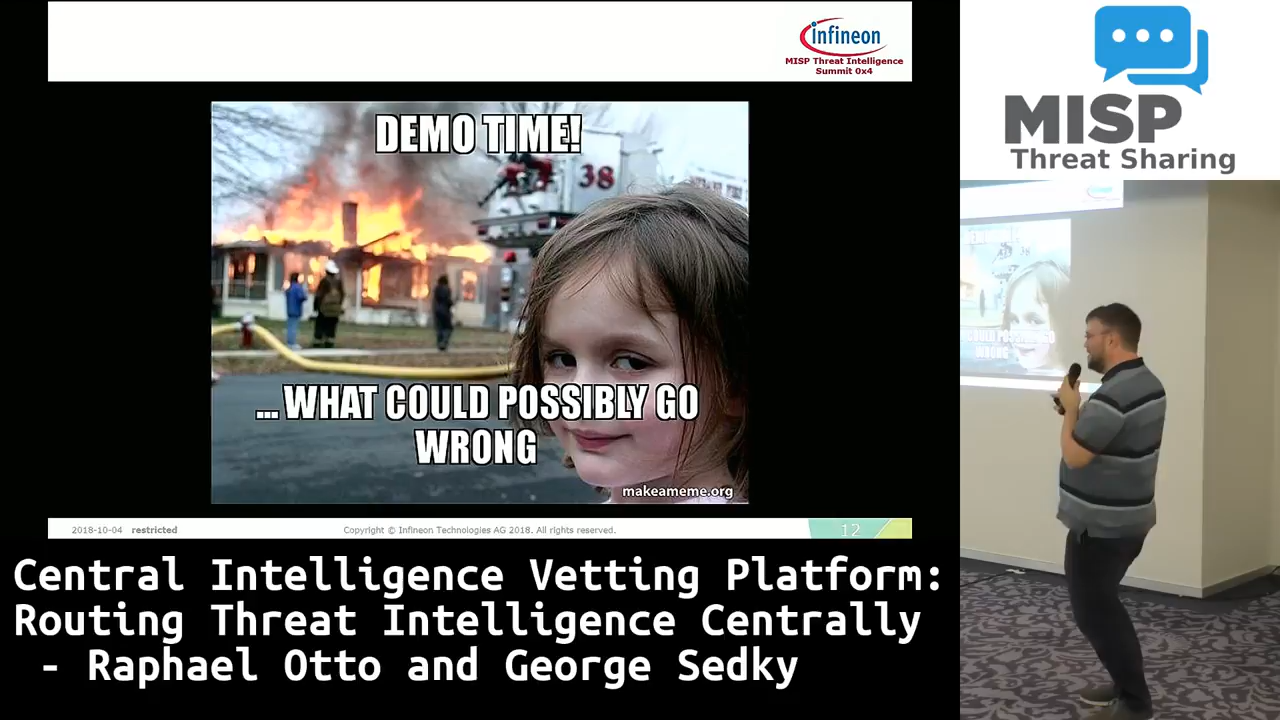 infineon
MISP Threat Intelligence
Summit 0x4
DEMO TIME!
38
... WHAT COULD POSSIBLY GO
WRONG
makeameme.org
2018-10-04 restricted
Copyright © Infineon Technologies AG 2018. All rights reserved.
12
MISP
Threat Sharing
38
WRONG
Central Intelligence Vetting Platform:
Routing Threat Intelligence Centrally
- Raphael Otto and George Sedky